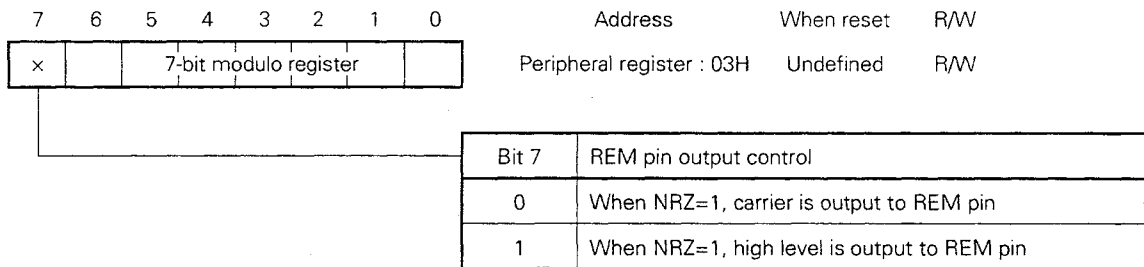 7 6 5 4 3 2 1 0 Address When reset R/W
× 7-bit modulo register Peripheral register : 03H Undefined R/W
Bit 7 REM pin output control
0 When NRZ=1, carrier is output to REM pin
1 When NRZ=1, high level is output to REM pin